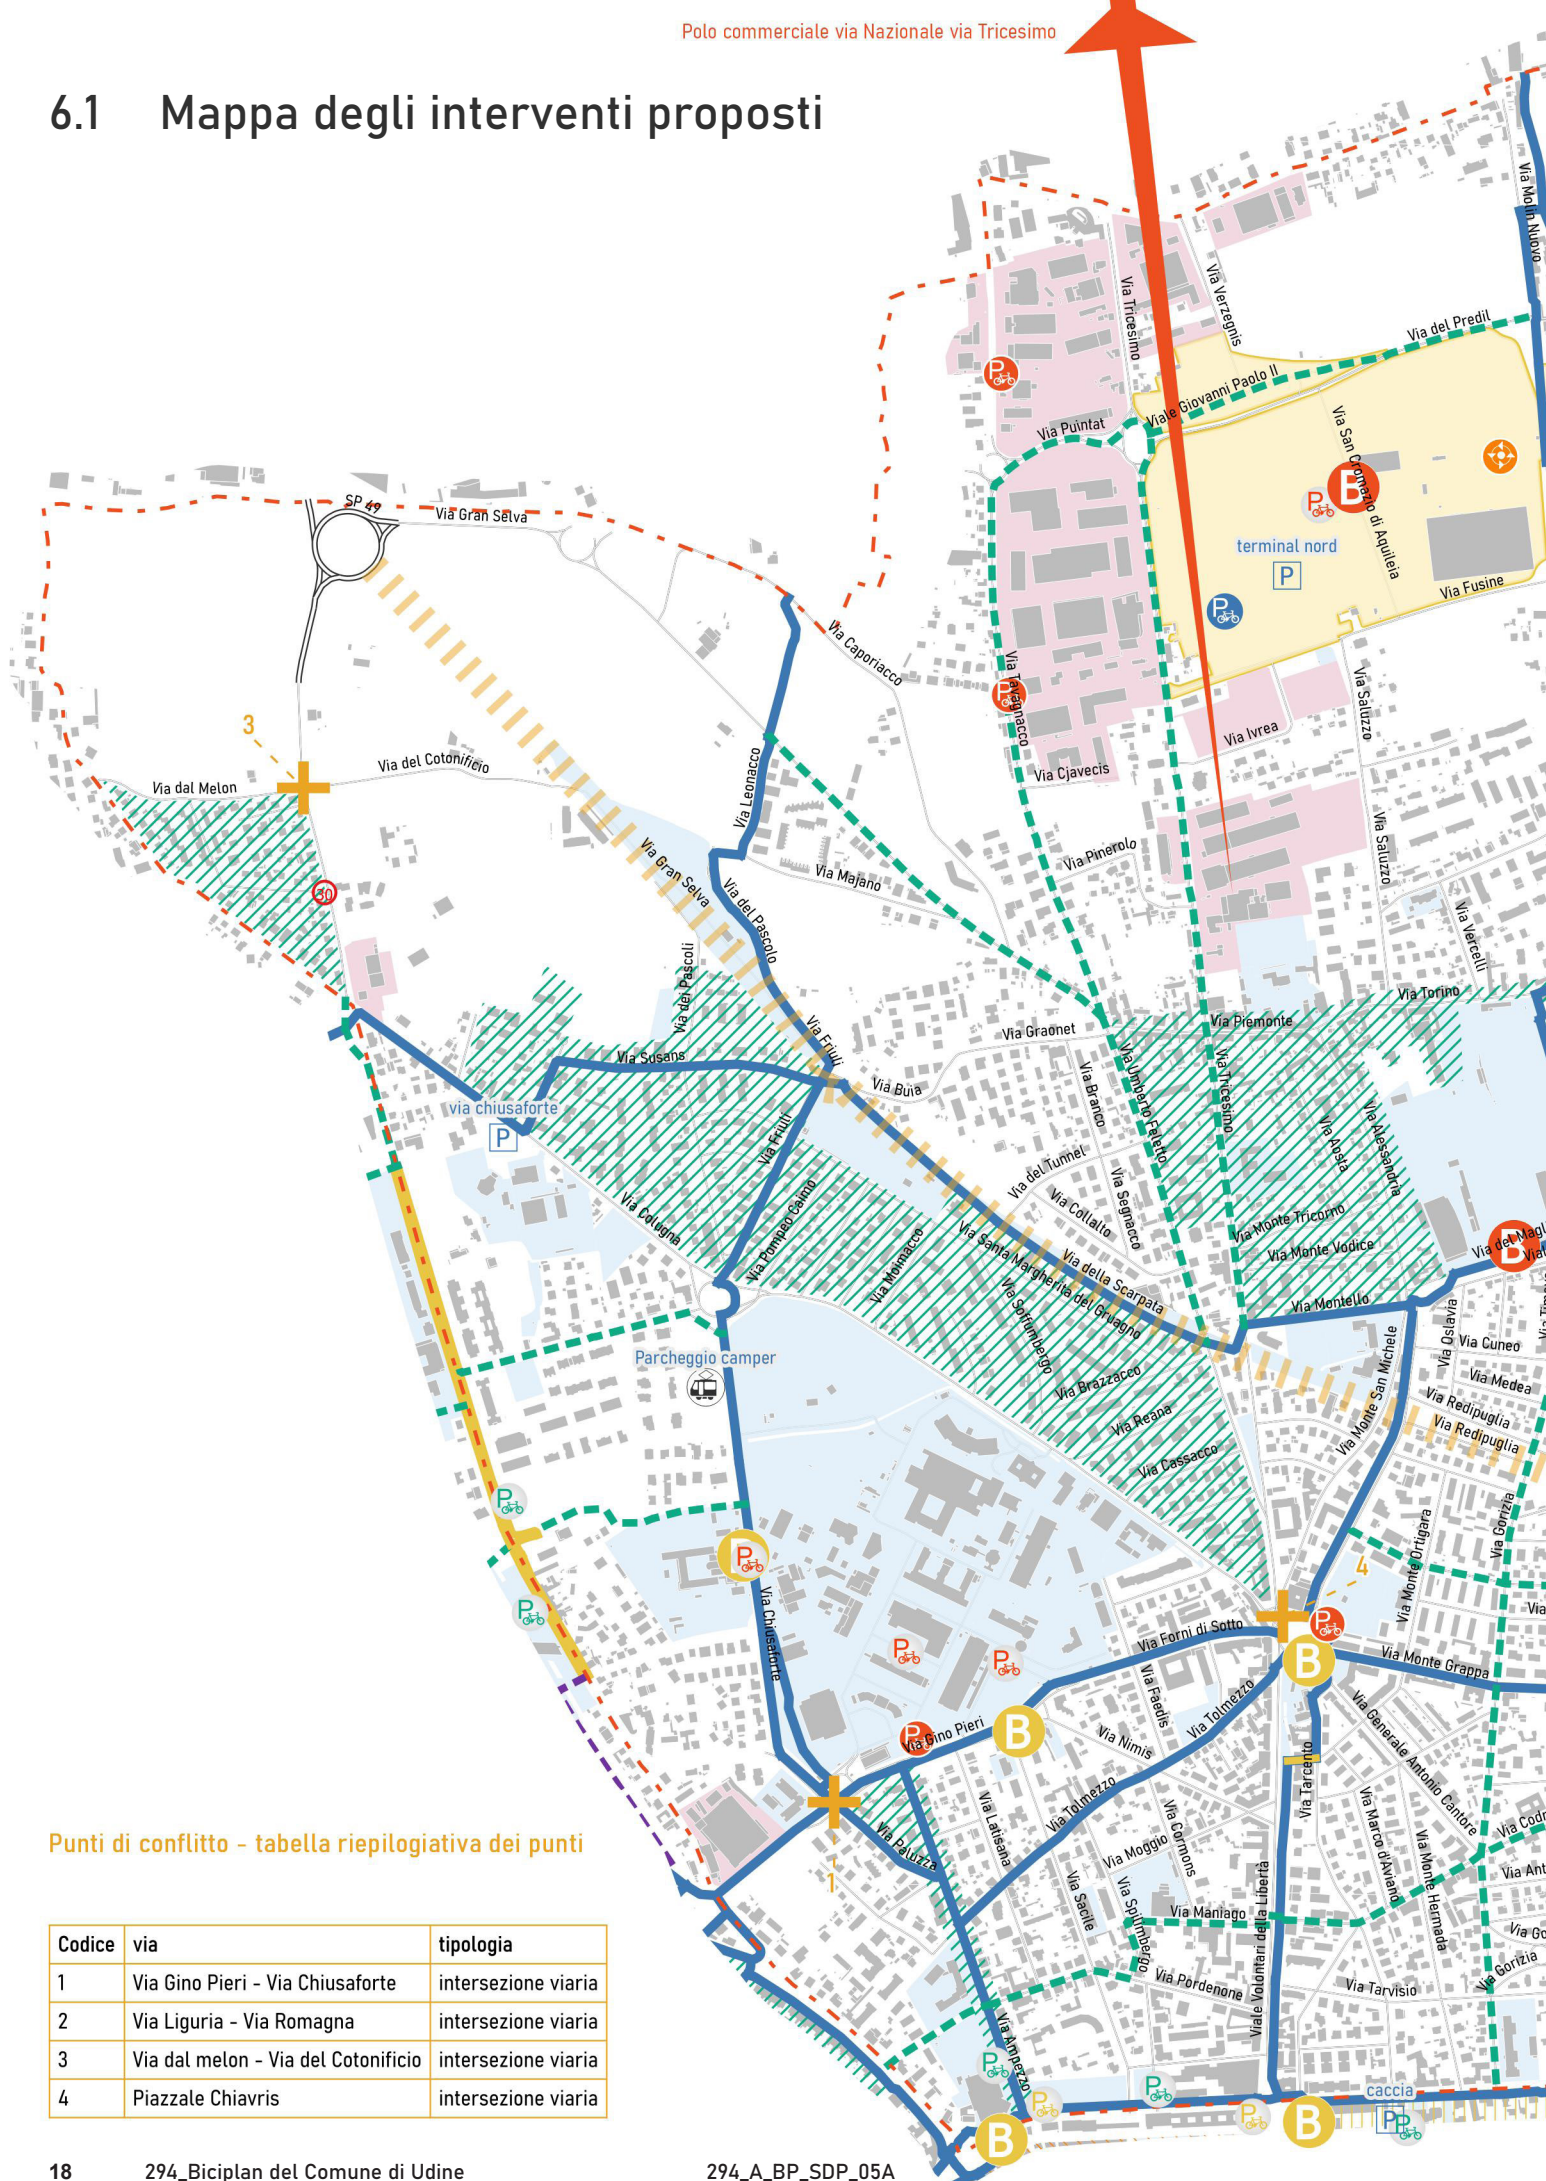 Polo commerciale via Nazionale via Tricesimo
6.1 Mappa degli interventi proposti
Via Molin Nuovo
Via Verzegnis
Via Tricesimo
Via del Predil
Viale Giovanni Paolo II
Via Puintat
Via San Cromazio di Aquileia
B
P
P
SP 49
Via Gran Selva
terminal nord
P
Via Fusine
P
Via Caporiacco
Via Tavagnacco
P
Via Saluzzo
Via Ivrea
3
Via del Cotonificio
Via dal Melon
Via Leonacco
Via Cjavecis
Via Saluzzo
Via Pinerolo
Via Majano
Via Gran Selva
Via del Pascolo
30
Via Vercelli
Via dei Pascoli
Via Torino
Via Piemonte
Via Friuli
Via Graonet
Via Susans
Via Umberto Feletto
Via Tricesimo
Via Buia
Via Branco
via chiusaforte
P
Via Friuli
Via Aosta
Via Alessandria
Via del Tunnel
Via Segnacco
Via Collalto
Via Pompeo Caimo
Via Colugna
Via Moimacco
Via Santa Margherita del Gruagno
Via della Scarpata
Via Monte Tricorno
Via Monte Vodice
Via del Magl
B
Via Montello
Via Soffumbergo
Via Oslavia
Via Cuneo
Parcheggio camper
Via Monte San Michele
Via Medea
Via Brazzacco
Via Redipuglia
Via Redipuglia
Via Reana
Via Cassacco
P
Via Gorizia
Via Monte Ortigara
P
4
Via Chiusaforte
P
Via
Via Forni di Sotto
P
P
P
B
Via Monte Grappa
Via Faedis
Via Tolmezzo
P
Via Gino Pieri
B
Via Nimis
Via Generale Antonio Cantore
Via Tarcento
Via Tolmezzo
Via Latisana
Via Cormons
Via Marco d'Aviano
Via Monte Hermada
Via Codr
Punti di conflitto - tabella riepilogiativa dei punti
Via Paluzza
Via Moggio
1
Via Ant
Via Sacile
Via Spilimbergo
Via Maniago
Viale Volontari della Libertà
Via Go
Via Gorizia
Via Pordenone
Via Tarvisio
Codice via tipologia
1 Via Gino Pieri - Via Chiusaforte intersezione viaria
2 Via Liguria - Via Romagna intersezione viaria
3 Via dal melon - Via del Cotonificio intersezione viaria
4 Piazzale Chiavris intersezione viaria
Via Ampezzo
P
P
P
P
caccia
P
P
B
B
18 294_Biciplan del Comune di Udine 294_A_BP_SDP_05A